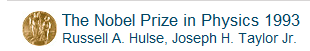 The Nobel Prize in Physics 1993
Russell A. Hulse, Joseph H. Taylor Jr.